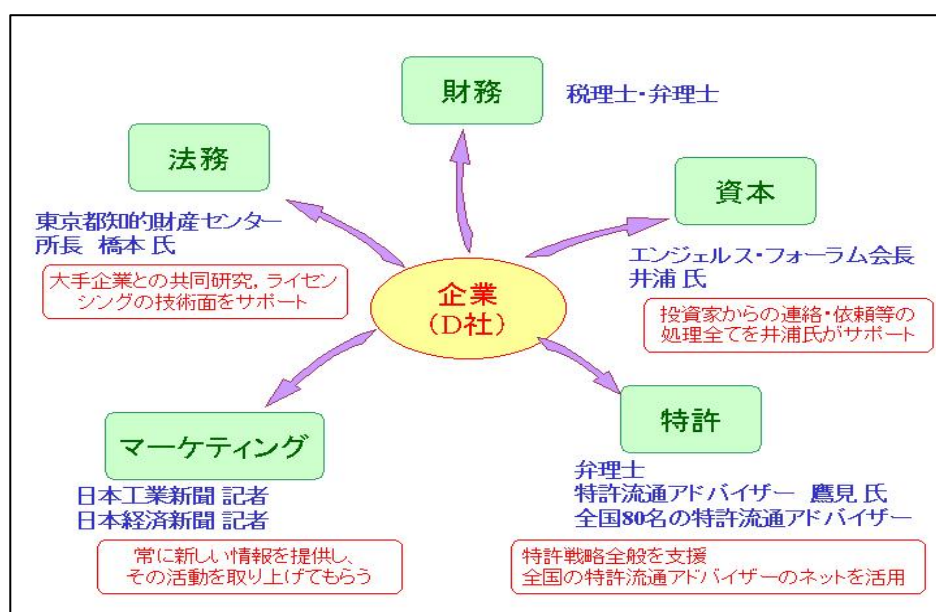 財務
税理士・弁理士
法務
東京都知的財産センター
所長 橋本 氏
大手企業との共同研究，ライセン
シングの技術面をサポート
資本
エンジェルス・フォーラム会長
井浦 氏
投資家からの連絡・依頼等の
処理全てを井浦氏がサポート
企業
（D社）
マーケティング
日本工業新聞 記者
日本経済新聞 記者
常に新しい情報を提供し、
その活動を取り上げてもらう
特許
弁理士
特許流通アドバイザー 鷹見 氏
全国80名の特許流通アドバイザー
特許戦略全般を支援
全国の特許流通アドバイザーのネットを活用